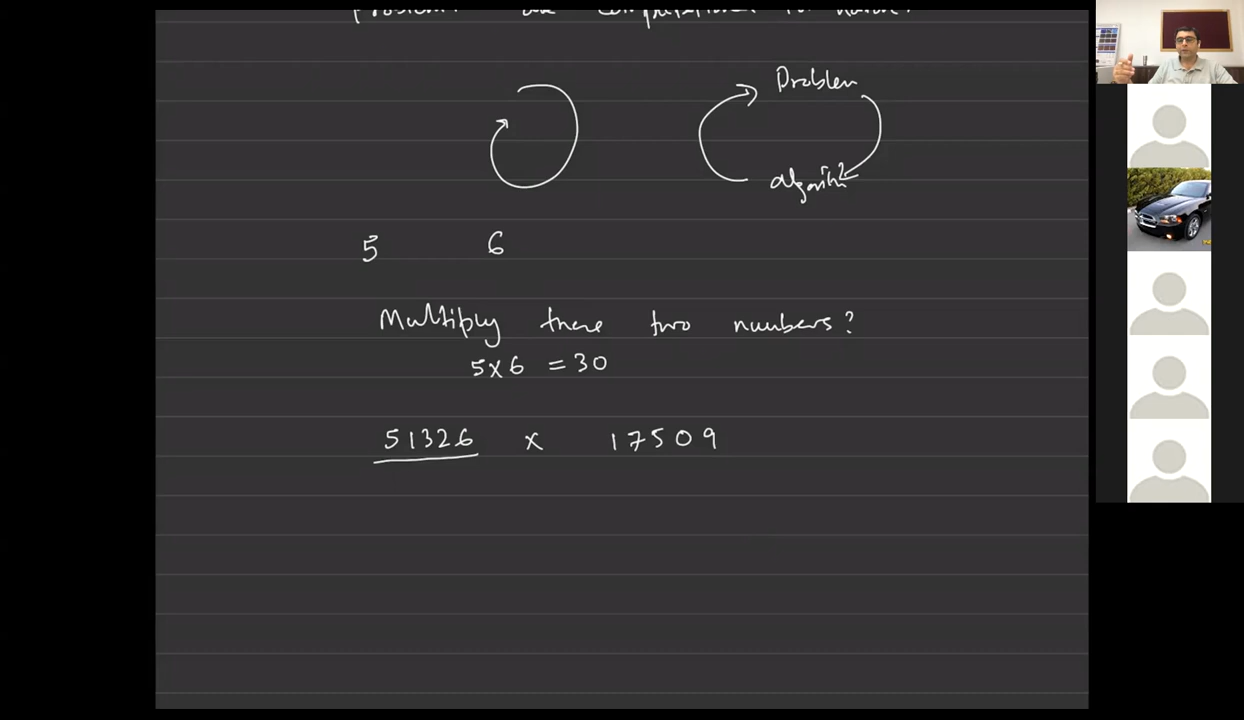 Problem
algorithm?
5 6
Multiply these two numbers?
5x6 = 30
51326 x 17509